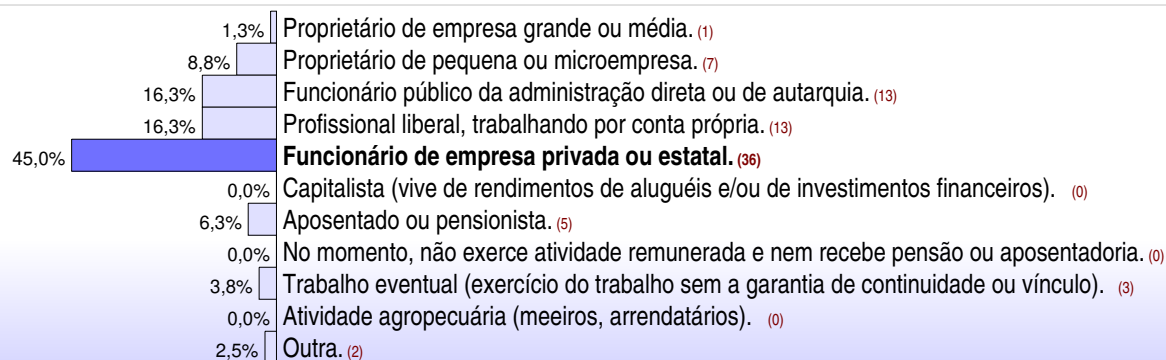 1,3% Proprietário de empresa grande ou média. (1)
8,8% Proprietário de pequena ou microempresa. (7)
16,3% Funcionário público da administração direta ou de autarquia. (13)
16,3% Profissional liberal, trabalhando por conta própria. (13)
45,0% Funcionário de empresa privada ou estatal. (36)
0,0% Capitalista (vive de rendimentos de aluguéis e/ou de investimentos financeiros). (0)
6,3% Aposentado ou pensionista. (5)
0,0% No momento, não exerce atividade remunerada e nem recebe pensão ou aposentadoria. (0)
3,8% Trabalho eventual (exercício do trabalho sem a garantia de continuidade ou vínculo). (3)
0,0% Atividade agropecuária (meeiros, arrendatários). (0)
2,5% Outra. (2)